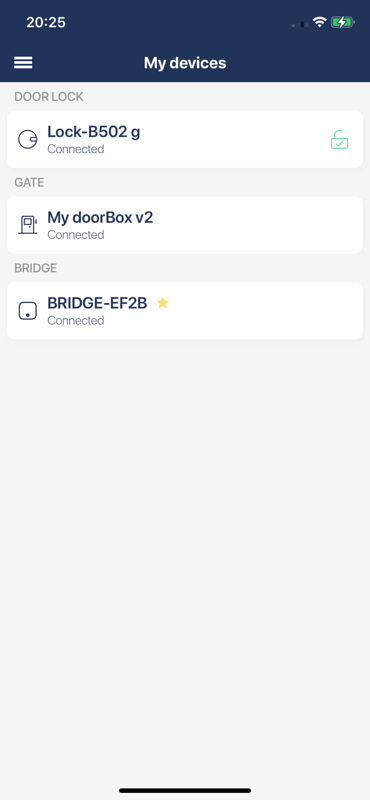 20:25
My devices
DOOR LOCK
Lock-B502 g
Connected
GATE
My doorBox v2
Connected
BRIDGE
BRIDGE-EF2B
Connected